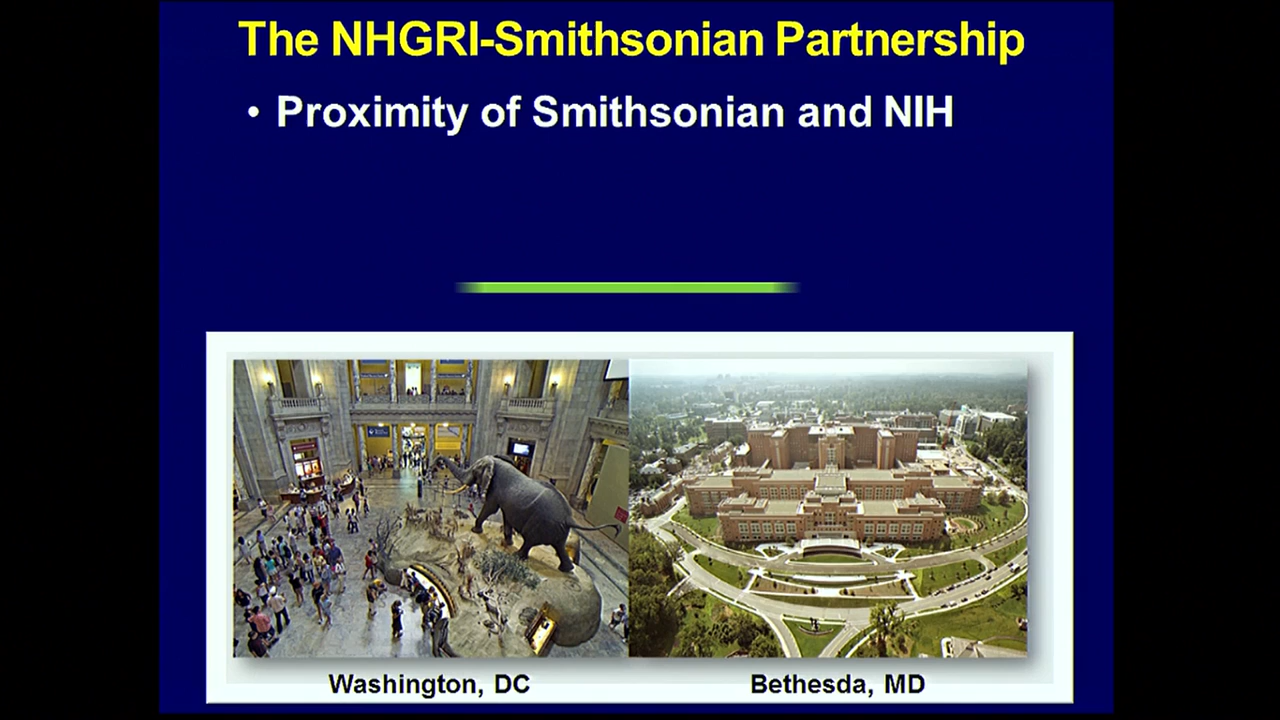 The NHGRI-Smithsonian Partnership
• Proximity of Smithsonian and NIH
Washington, DC
Bethesda, MD